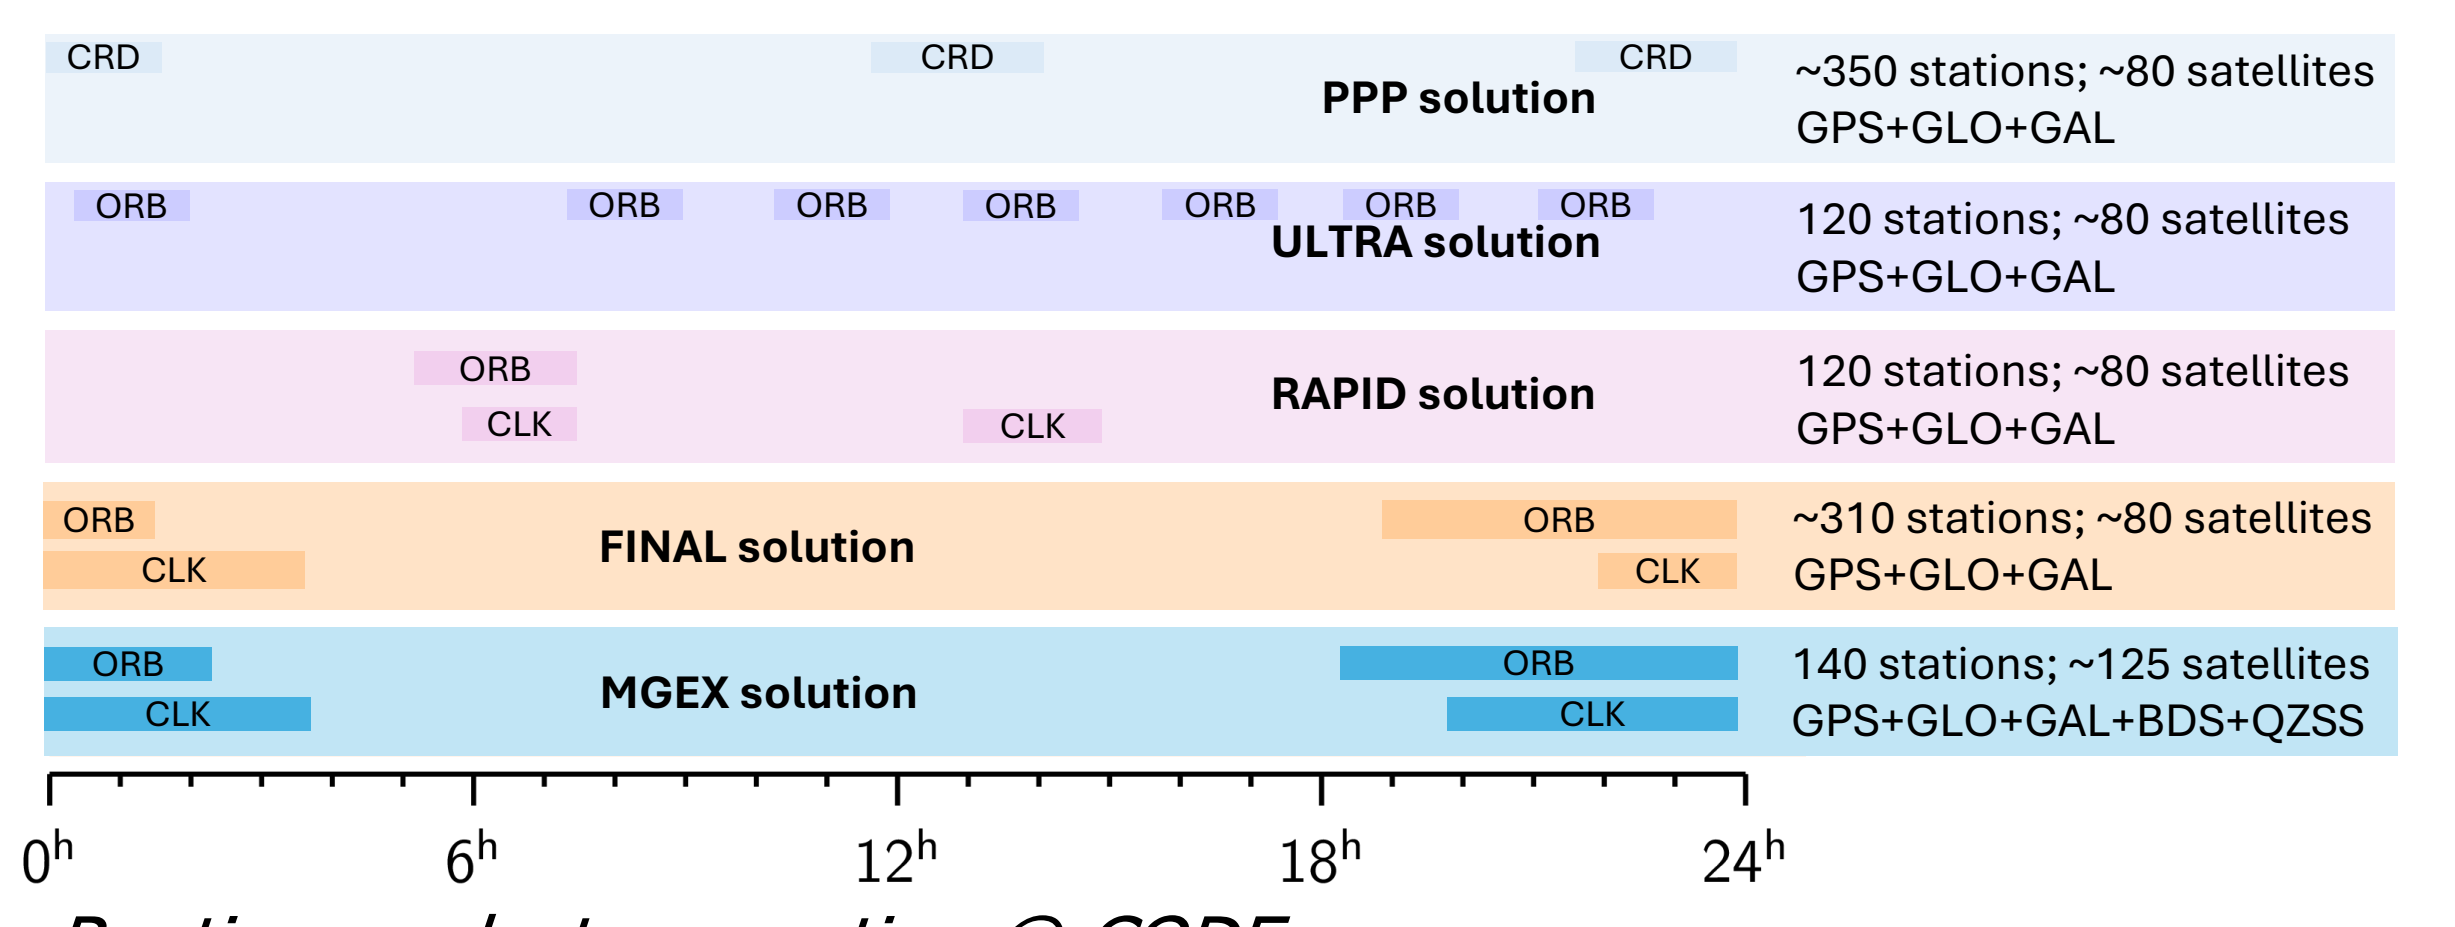 CRD CRD CRD
PPP solution
~350 stations; ~80 satellites
GPS+GLO+GAL
ORB ORB ORB ORB ORB ORB ORB
ULTRA solution
120 stations; ~80 satellites
GPS+GLO+GAL
ORB
CLK CLK
RAPID solution
120 stations; ~80 satellites
GPS+GLO+GAL
ORB ORB
CLK CLK
FINAL solution
~310 stations; ~80 satellites
GPS+GLO+GAL
ORB ORB
CLK CLK
MGEX solution
140 stations; ~125 satellites
GPS+GLO+GAL+BDS+QZSS
0h 6h 12h 18h 24h